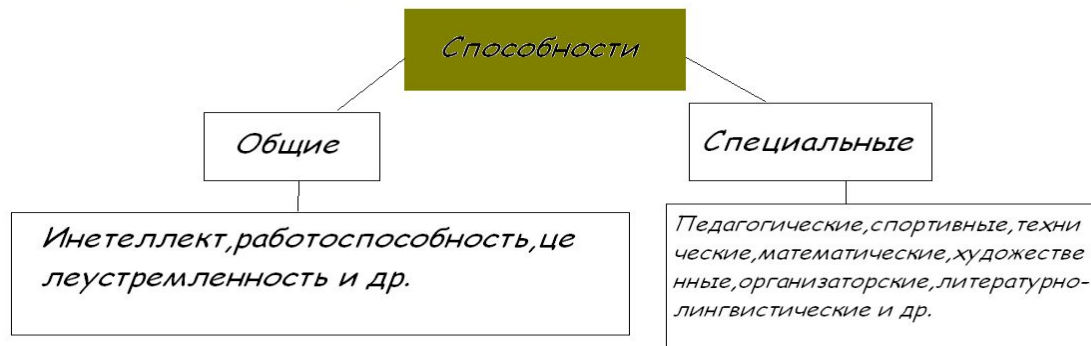 Способности
Общие
Специальные
Инетеллект,работоспособность,це
леустремленность и др.
Педагогические,спортивные,техни
ческие,математические,художестве
нные,организаторские,литературно-
лингвистические и др.